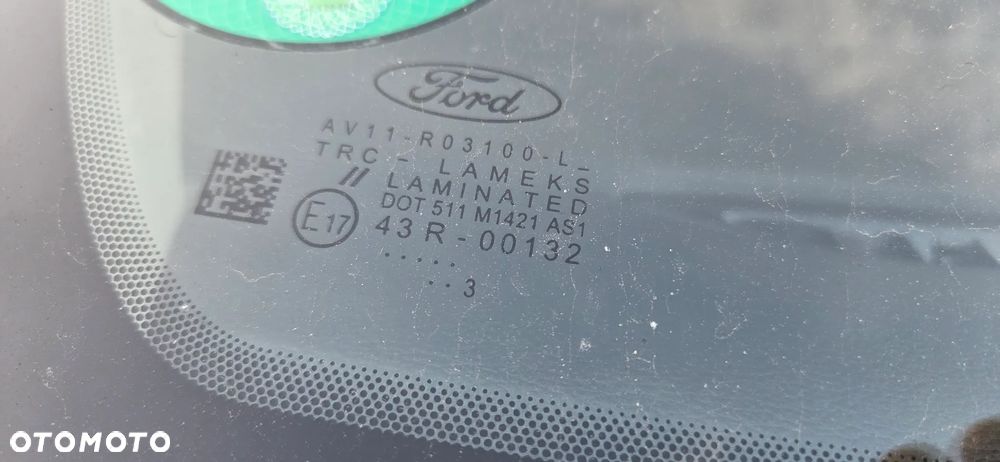 Ford
AV11-R03100-L-
TRC - LAMEKS
// LAMINATED
DOT 511 M1421 AS1
E17 43R-00132
.....
..3
OTOMOTO